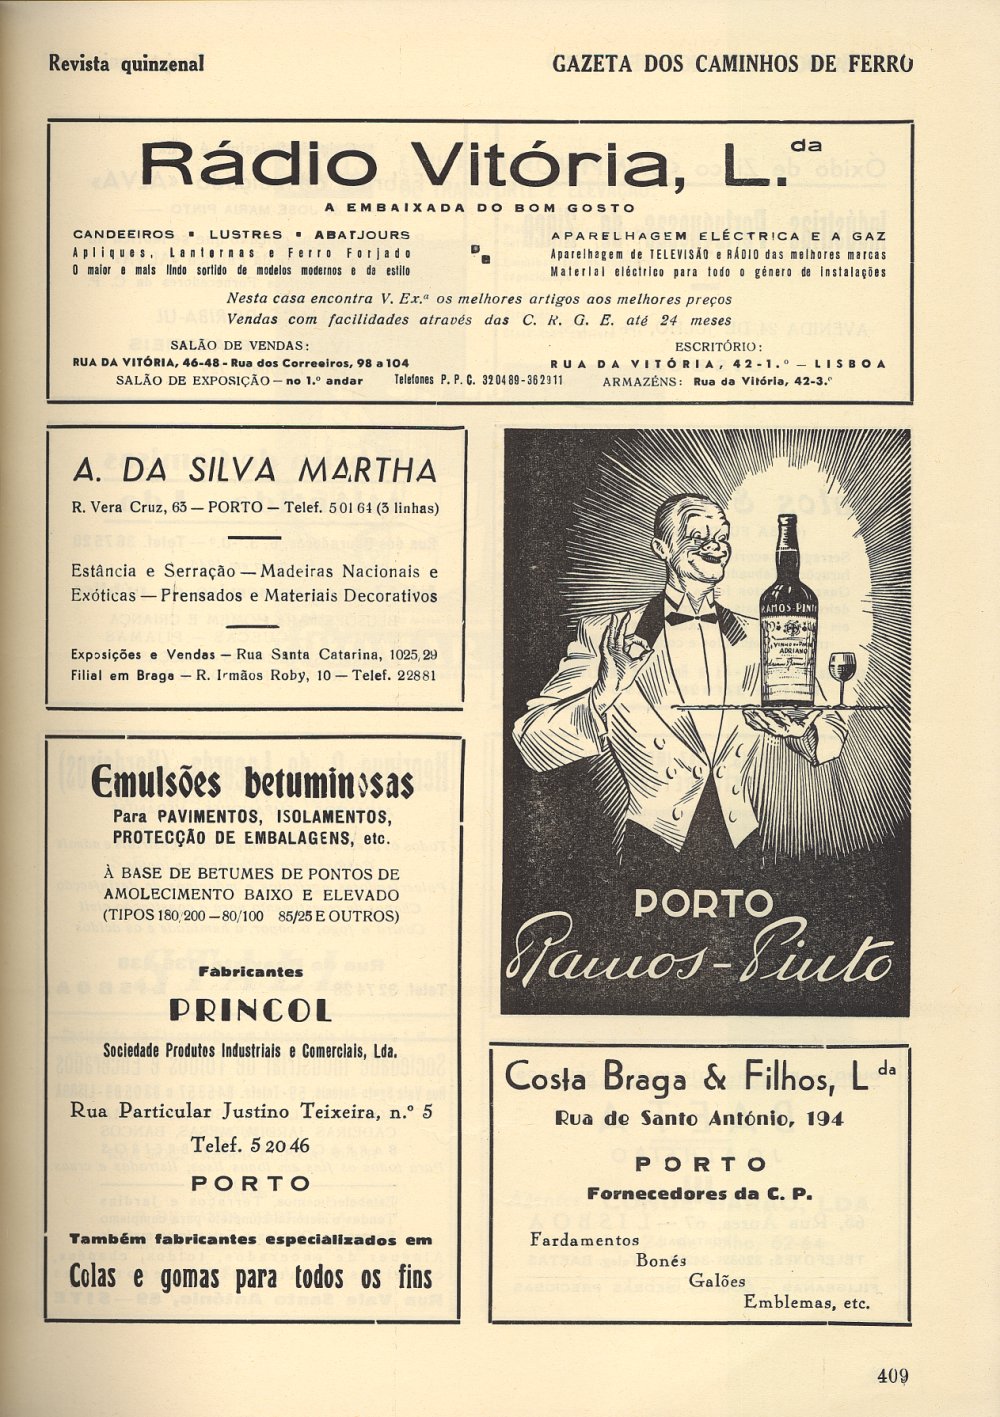 Revista quinzenal
GAZETA DOS CAMINHOS DE FERRO
Rádio Vitória, L.da
A EMBAIXADA DO BOM GOSTO
CANDEEIROS ▪ LUSTRES ▪ ABATJOURS
Apliques, Lanternas e Ferro Forjado
O maior e mais lindo sortido de modelos modernos e da estilo
APARELHAGEM ELÉCTRICA E A GAZ
Aparelhagem de TELEVISÃO e RÁDIO das melhores marcas
Material eléctrico para todo o género de instalações
Nesta casa encontra V. Ex.ª os melhores artigos aos melhores preços
Vendas com facilidades através das C. R. G. E. até 24 meses
SALÃO DE VENDAS:
RUA DA VITÓRIA, 46-48 - Rua dos Correeiros, 98 a 104
SALÃO DE EXPOSIÇÃO — no 1.º andar
Telefones P. P. C. 320489-362911
ESCRITÓRIO:
RUA DA VITÓRIA, 42-1.º — LISBOA
ARMAZÉNS: Rua da Vitória, 42-3.º
A. DA SILVA MARTHA
R. Vera Cruz, 63 — PORTO — Telef. 50164 (3 linhas)
Estância e Serração — Madeiras Nacionais e
Exóticas — Prensados e Materiais Decorativos
Exposições e Vendas — Rua Santa Catarina, 1025,29
Filial em Braga — R. Irmãos Roby, 10 — Telef. 22881
RAMOS-PINTO
VINHO DO PORTO
ADRIANO
PORTO
Ramos-Pinto
Emulsões betuminosas
Para PAVIMENTOS, ISOLAMENTOS,
PROTECÇÃO DE EMBALAGENS, etc.
À BASE DE BETUMES DE PONTOS DE
AMOLECIMENTO BAIXO E ELEVADO
(TIPOS 180/200 — 80/100 85/25 E OUTROS)
Fabricantes
PRINCOL
Sociedade Produtos Industriais e Comerciais, Lda.
Rua Particular Justino Teixeira, n.º 5
Telef. 52046
PORTO
Também fabricantes especializados em
Colas e gomas para todos os fins
Costa Braga & Filhos, Lda
Rua de Santo António, 194
PORTO
Fornecedores da C. P.
Fardamentos
Bonés
Galões
Emblemas, etc.
409